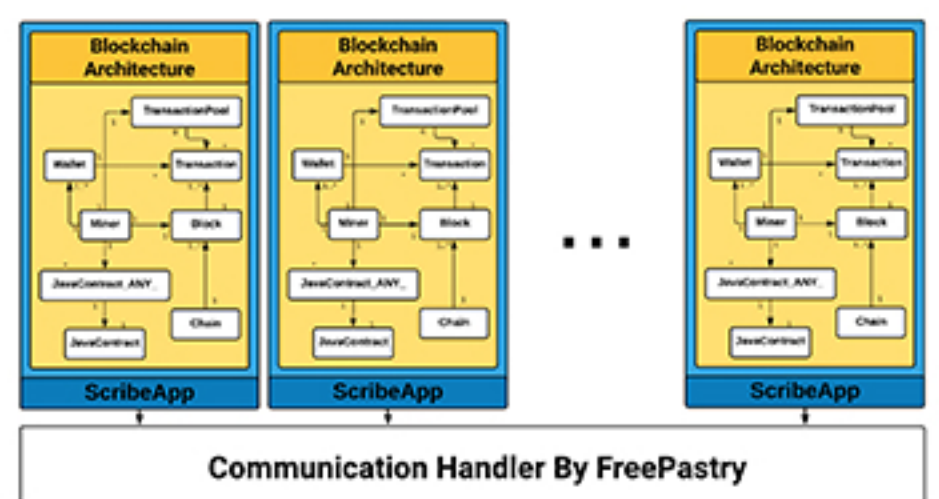 Blockchain
Architecture
TransactionPool
Wallet
Transaction
Miner
Block
JavaContract_ANY_
Chain
JavaContract
ScribeApp
Blockchain
Architecture
TransactionPool
Wallet
Transaction
Miner
Block
JavaContract_ANY_
Chain
JavaContract
ScribeApp
...
Blockchain
Architecture
TransactionPool
Wallet
Transaction
Miner
Block
JavaContract_ANY_
Chain
JavaContract
ScribeApp
Communication Handler By FreePastry